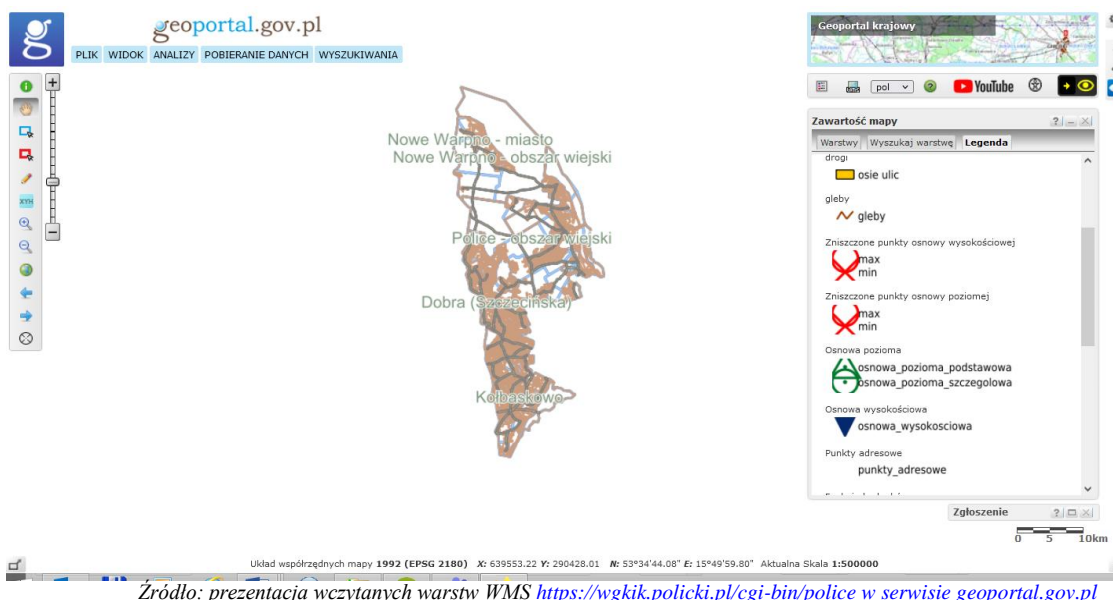 geoportal.gov.pl
PLIK WIDOK ANALIZY POBIERANIE DANYCH WYSZUKIWANIA
XYH
Nowe Warpno - miasto
Nowe Warpno - obszar wiejski
Police - obszar wiejski
Dobra (Szczecińska)
Kołbaskowo
Geoportal krajowy
pol
YouTube
Zawartość mapy
Warstwy Wyszukaj warstwę Legenda
drogi
osie ulic
gleby
gleby
Zniszczone punkty osnowy wysokościowej
max
min
Zniszczone punkty osnowy poziomej
max
min
Osnowa pozioma
osnowa_pozioma_podstawowa
osnowa_pozioma_szczegolowa
Osnowa wysokościowa
osnowa_wysokosciowa
Punkty adresowe
punkty_adresowe
Zgłoszenie
0 5 10km
Układ współrzędnych mapy 1992 (EPSG 2180) X: 639553.22 Y: 290428.01 N: 53°34'44.08" E: 15°49'59.80" Aktualna Skala 1:500000
Źródło: prezentacja wczytanych warstw WMS https://wgkik.policki.pl/cgi-bin/police w serwisie geoportal.gov.pl